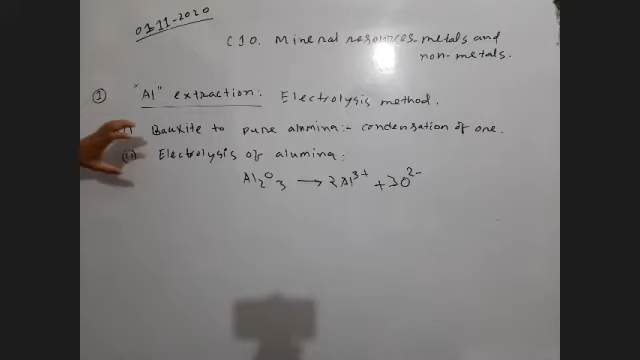 01-11-2020
C10. Mineral resources-metals and
non-metals.
① "Al" extraction: Electrolysis method.
Bauxite to pure alumina:- condensation of one.
(ii) Electrolysis of alumina:
Al₂O₃ → 2Al³⁺ + 3O²⁻